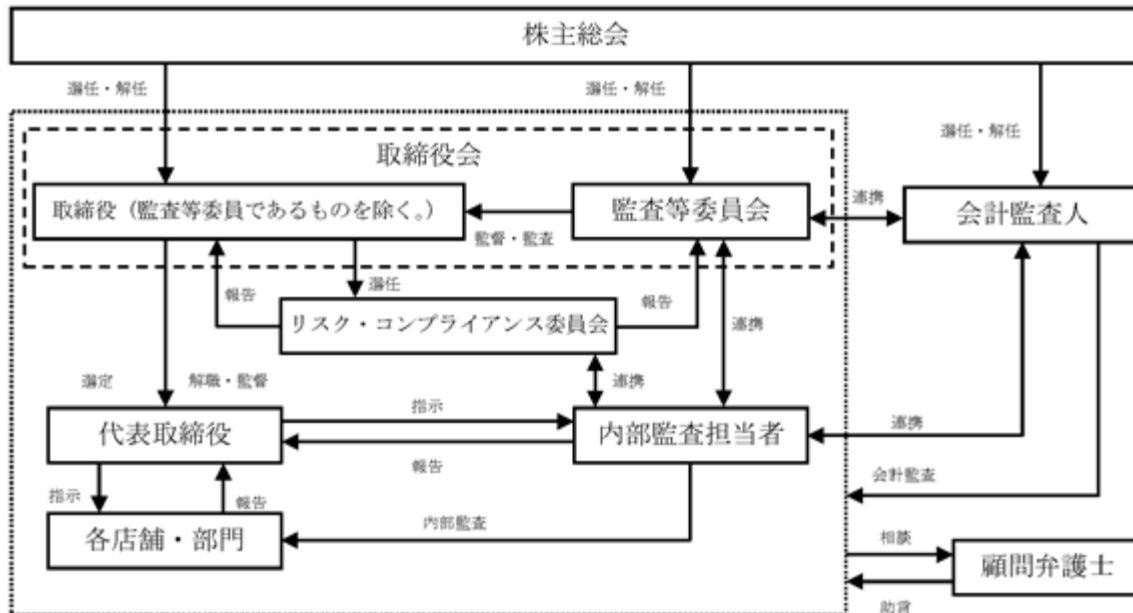 株主総会
選任・解任
選任・解任
選任・解任
取締役会
取締役(監査等委員であるものを除く。)
監査等委員会
連携
会計監査人
監督・監査
報告
選任
報告
リスク・コンプライアンス委員会
連携
選定
解職・監督
連携
指示
代表取締役
内部監査担当者
連携
報告
会計監査
指示
報告
各店舗・部門
内部監査
相談
顧問弁護士
助言